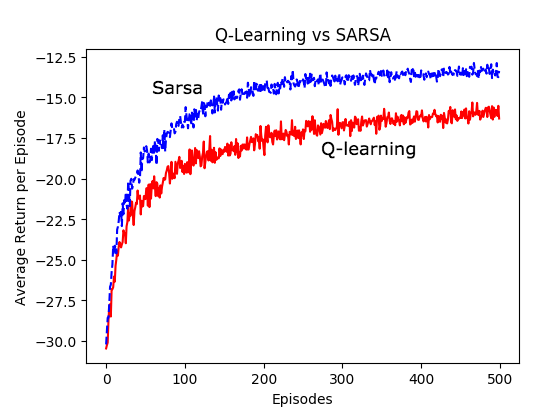 Q-Learning vs SARSA
Average Return per Episode
−12.5
−15.0
−17.5
−20.0
−22.5
−25.0
−27.5
−30.0
Sarsa
Q-learning
0 100 200 300 400 500
Episodes